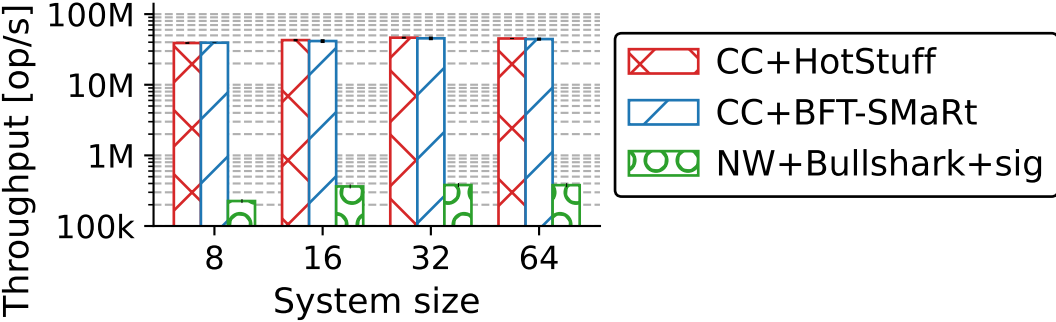 Throughput [op/s]
100M
10M
1M
100k
8 16 32 64
System size
CC+HotStuff
CC+BFT-SMaRt
NW+Bullshark+sig